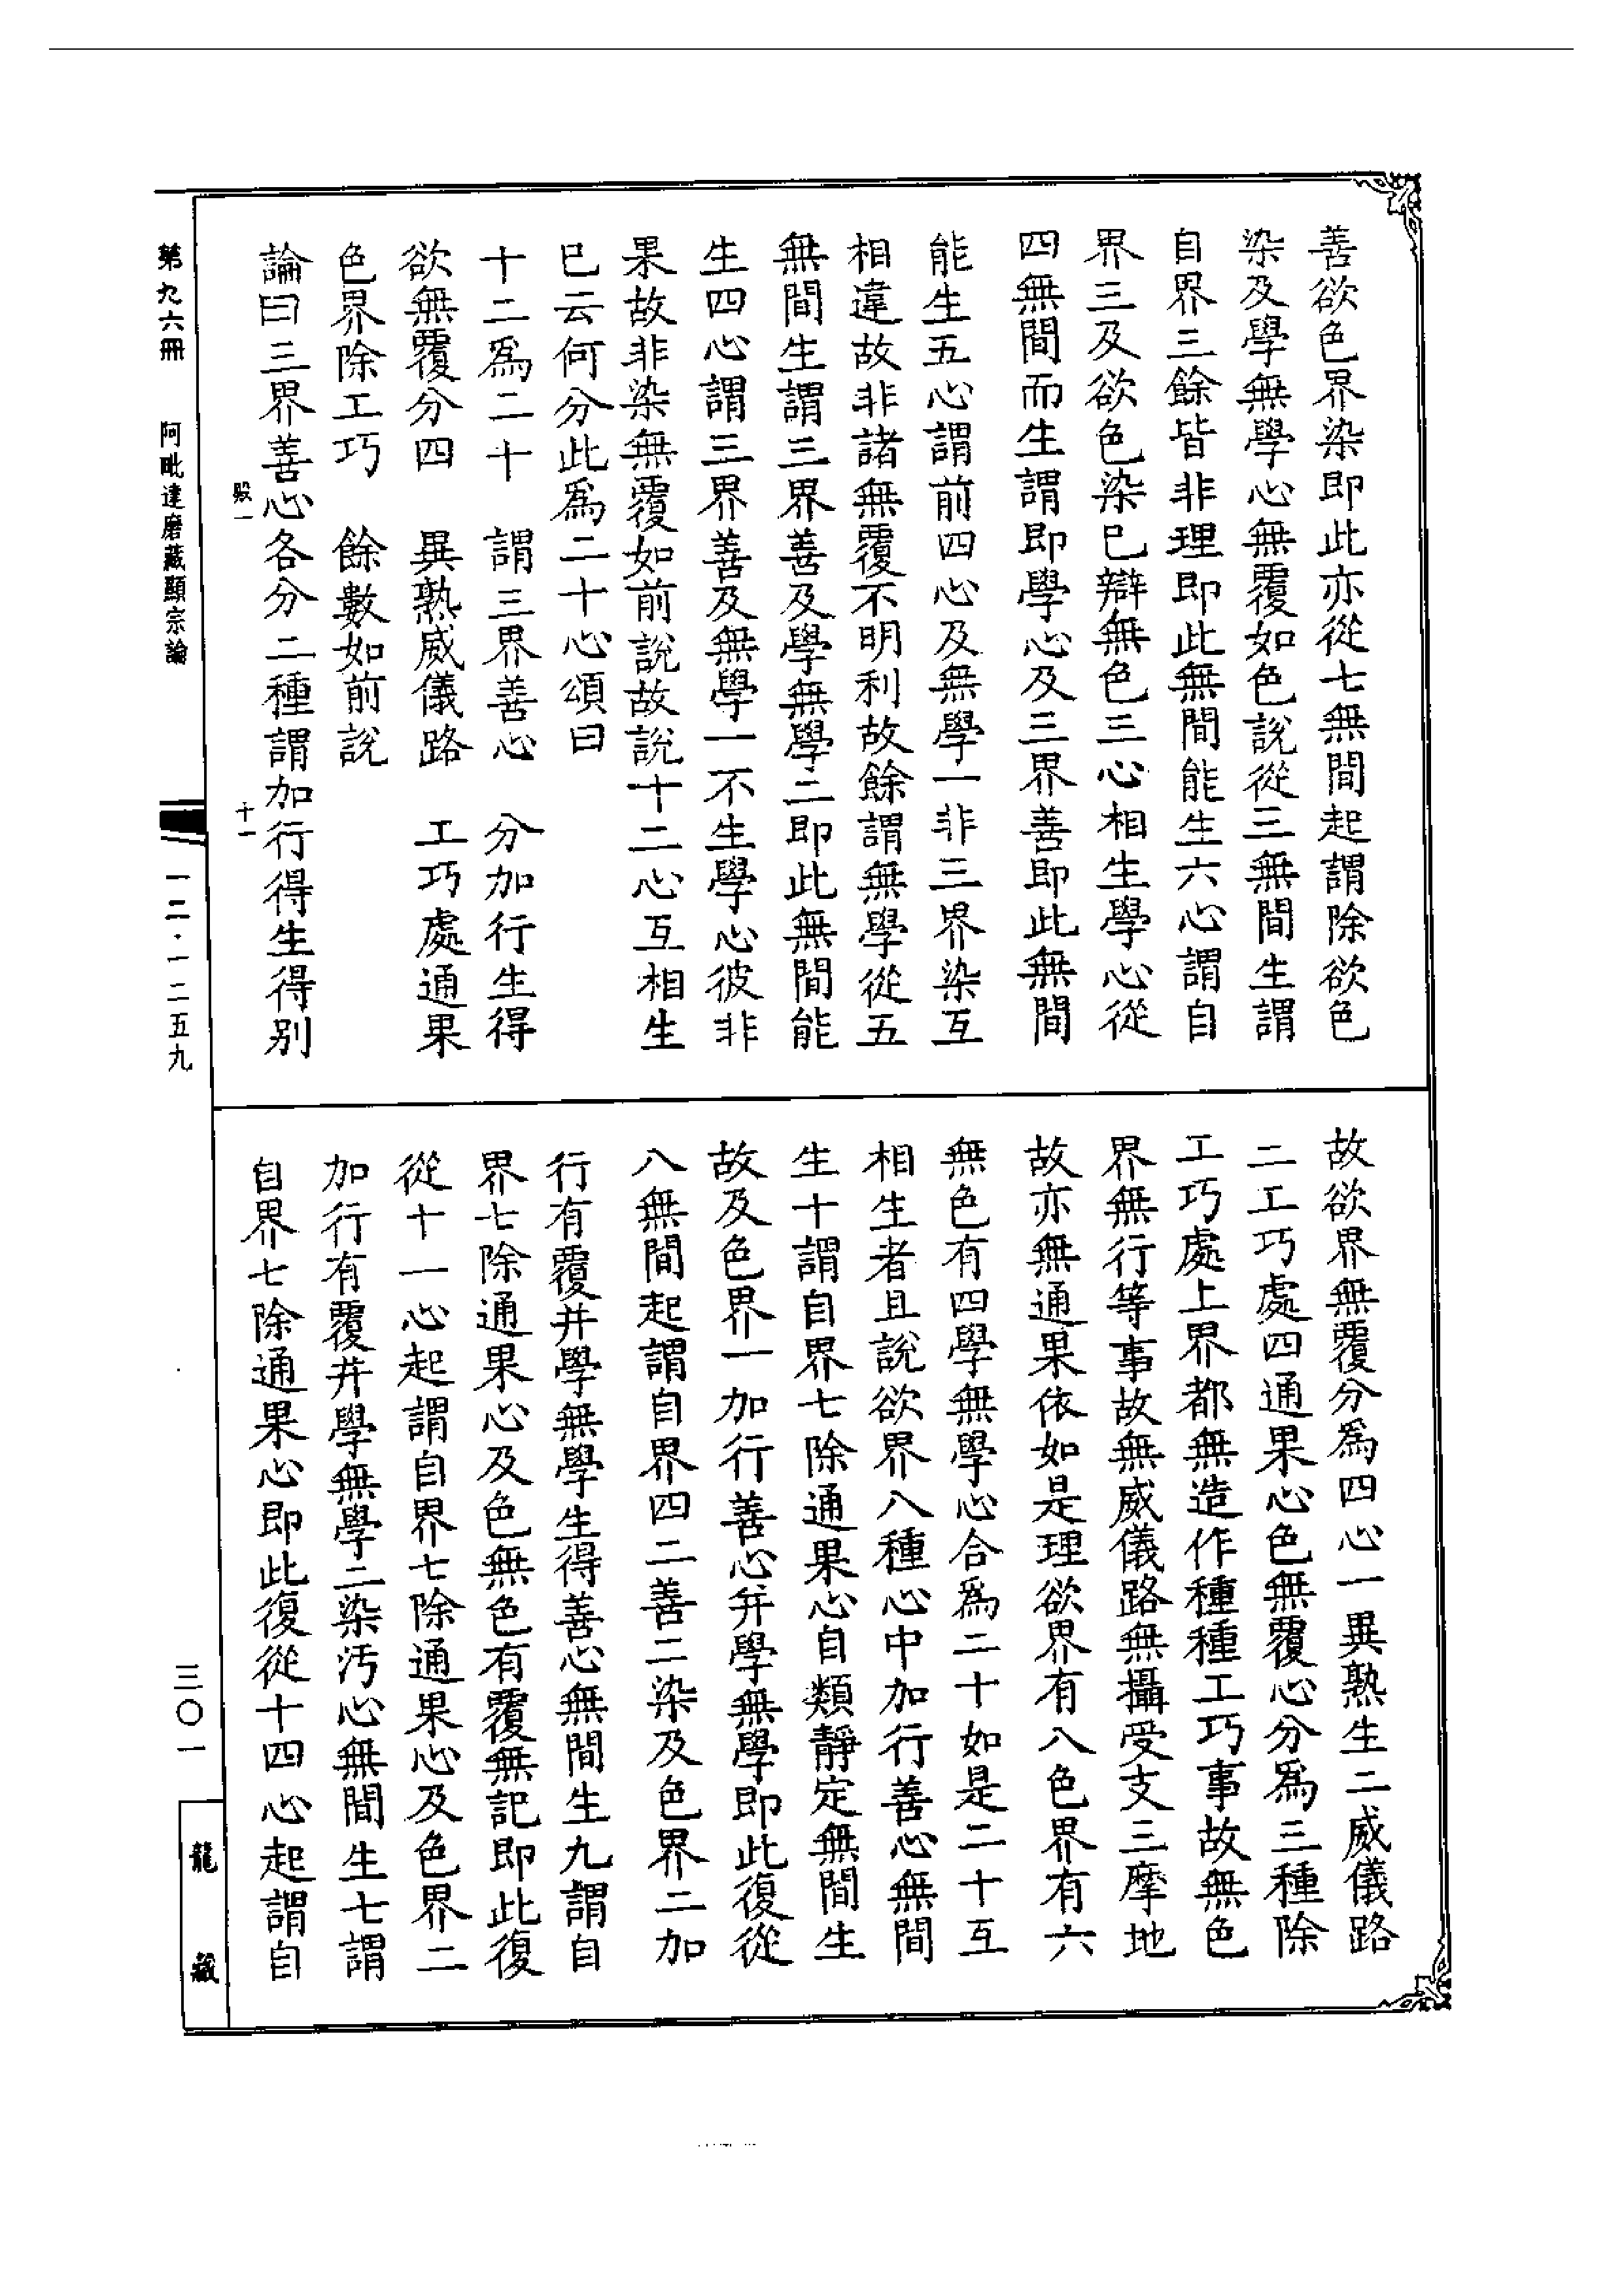 善欲色界染即此亦從七無間起謂除欲色
染及學無學心無覆如色說從三無間生謂
自界三餘皆非理即此無間能生六心謂自
界三及欲色染巳辯無色三心相生學心從
四無間而生謂即學心及三界善即此無間
能生五心謂前四心及無學一非三界染互
相違故非諸無覆不明利故餘謂無學從五
無間生謂三界善及學無學二即此無間能
生四心謂三界善及無學一不生學心彼非
果故非染無覆如前說故說十二心互相生
巳云何分此為二十心頌曰
十二為二十　謂三界善心　分加行生得
欲無覆分四　異熟威儀路　工巧處通果
色界除工巧　餘數如前說
論曰三界善心各分二種謂加行得生得別
故欲界無覆分為四心一異熟生二威儀路
二工巧處四通果心色無覆心分為三種除
工巧處上界都無造作種種工巧事故無色
界無行等事故無威儀路無攝受支三摩地
故亦無通果依如是理欲界有八色界有六
無色有四學無學心合為二十如是二十互
相生者且說欲界八種心中加行善心無間
生十謂自界七除通果心自類靜定無間生
故及色界一加行善心并學無學即此復從
八無間起謂自界四二善二染及色界二加
行有覆并學無學生得善心無間生九謂自
界七除通果心及色無色有覆無記即此復
從十一心起謂自界七除通果心及色界二
加行有覆并學無學二染污心無間生七謂
自界七除通果心即此復從十四心起謂自
殿一
十一
第九六冊　阿毗達磨藏顯宗論
一二·一二五九
三〇一
龍藏